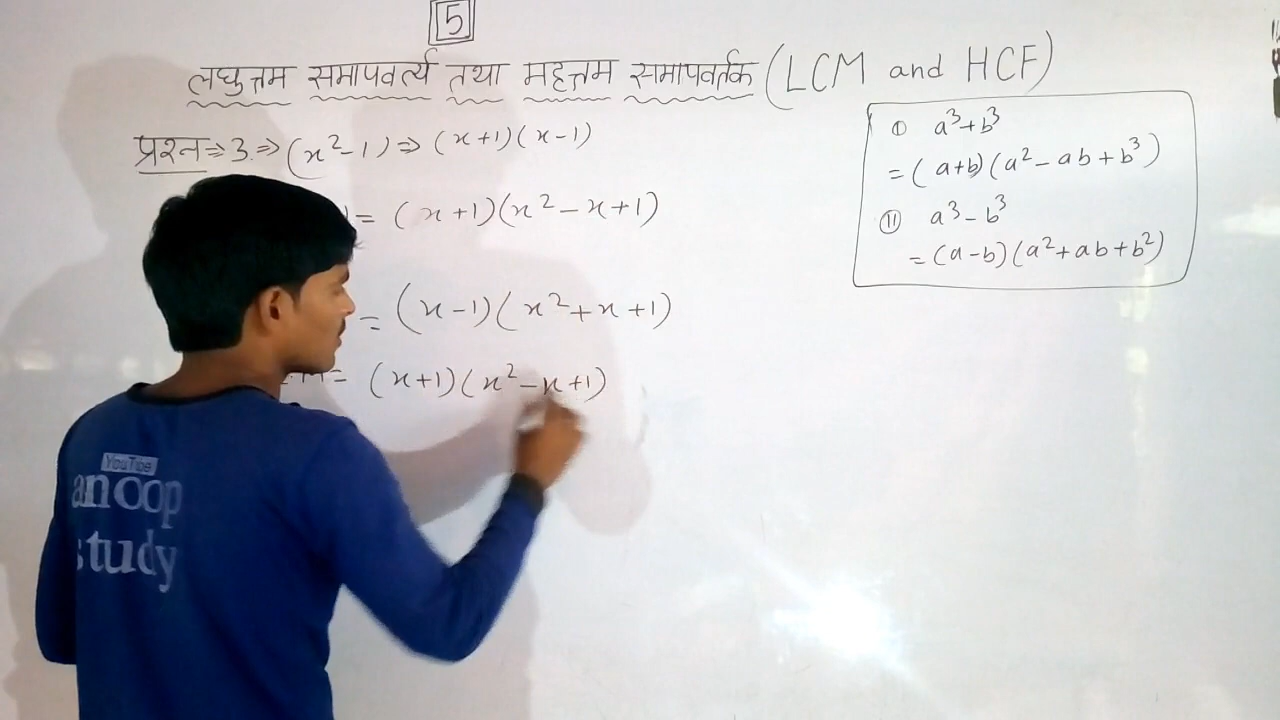 5
लघुत्तम समापवर्त्य तथा महत्तम समापवर्तक (LCM and HCF)
प्रश्न⇒3.⇒(x²-1)⇒(x+1)(x-1)
= (x+1)(x²-x+1)
= (x-1)(x²+x+1)
.M= (x+1)(x²-x+1)
① a³+b³
=(a+b)(a²-ab+b³)
⑪ a³-b³
=(a-b)(a²+ab+b²)
YouTube
anoop
study